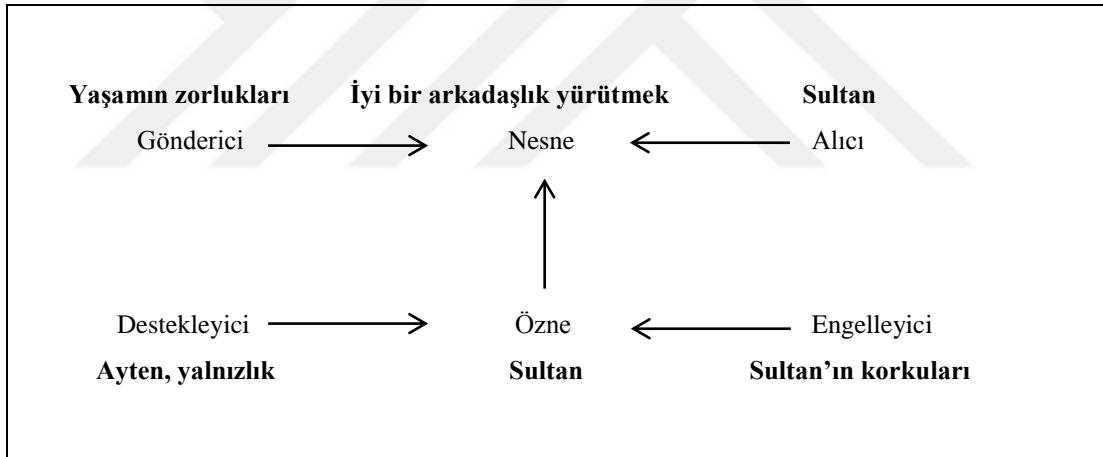 Yaşamın zorlukları İyi bir arkadaşlık yürütmek Sultan
Gönderici Nesne Alıcı
Destekleyici Özne Engelleyici
Ayten, yalnızlık Sultan Sultan’ın korkuları